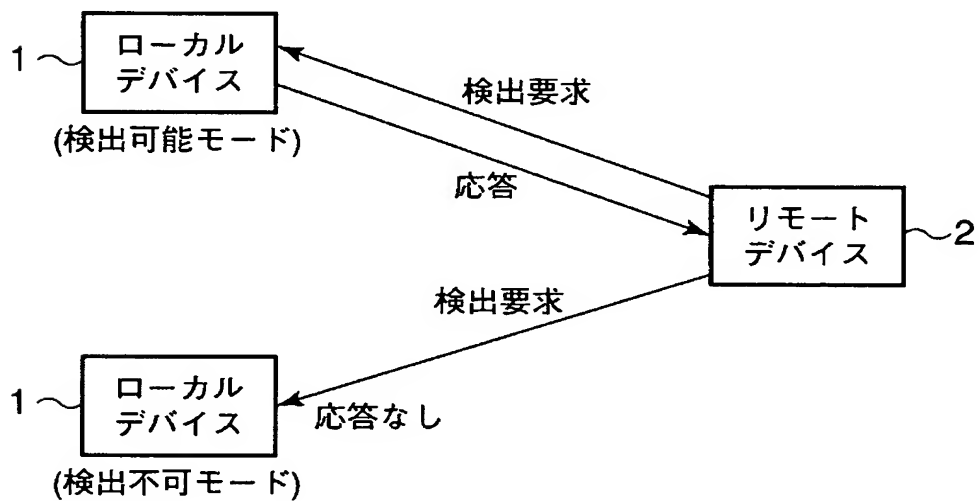 1
ローカル
デバイス
(検出可能モード)
検出要求
応答
リモート
デバイス
2
検出要求
1
ローカル
デバイス
応答なし
(検出不可モード)